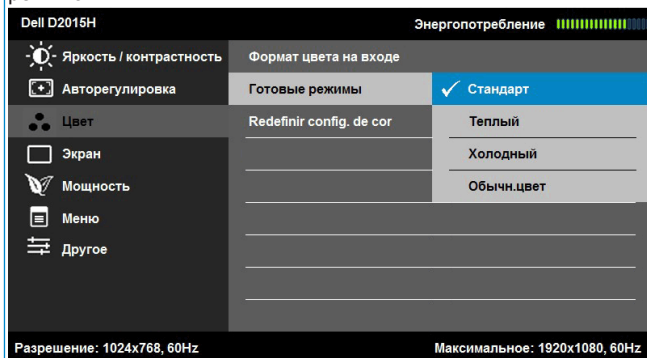 Dell D2015H
Энергопотребление
Яркость / контрастность
Формат цвета на входе
Авторегулировка
Готовые режимы
Стандарт
Цвет
Redefinir config. de cor
Теплый
Экран
Холодный
Мощность
Обычн.цвет
Меню
Другое
Разрешение: 1024x768, 60Hz
Максимальное: 1920x1080, 60Hz